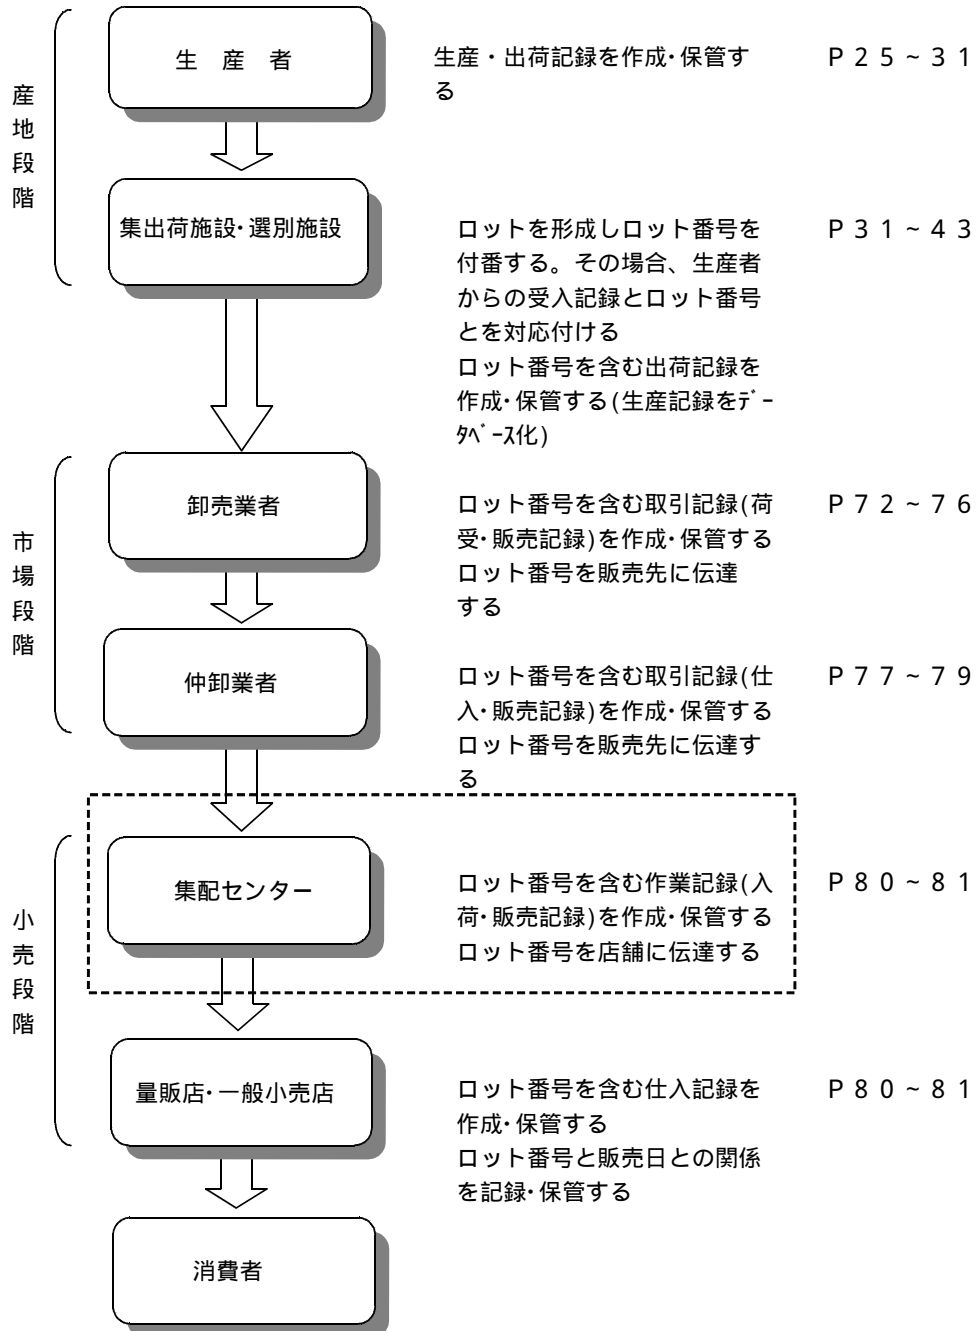 産地段階
生　産　者
生産・出荷記録を作成・保管す
る
Ｐ２５～３１
集出荷施設・選別施設
ロットを形成しロット番号を
付番する。その場合、生産者
からの受入記録とロット番号
とを対応付ける
ロット番号を含む出荷記録を
作成・保管する(生産記録をﾃﾞｰ
ﾀﾍﾞｰｽ化)
Ｐ３１～４３
市場段階
卸売業者
ロット番号を含む取引記録(荷
受・販売記録)を作成・保管する
ロット番号を販売先に伝達
する
Ｐ７２～７６
仲卸業者
ロット番号を含む取引記録(仕
入・販売記録)を作成・保管する
ロット番号を販売先に伝達す
る
Ｐ７７～７９
小売段階
集配センター
ロット番号を含む作業記録(入
荷・販売記録)を作成・保管する
ロット番号を店舗に伝達する
Ｐ８０～８１
量販店・一般小売店
ロット番号を含む仕入記録を
作成・保管する
ロット番号と販売日との関係
を記録・保管する
Ｐ８０～８１
消費者